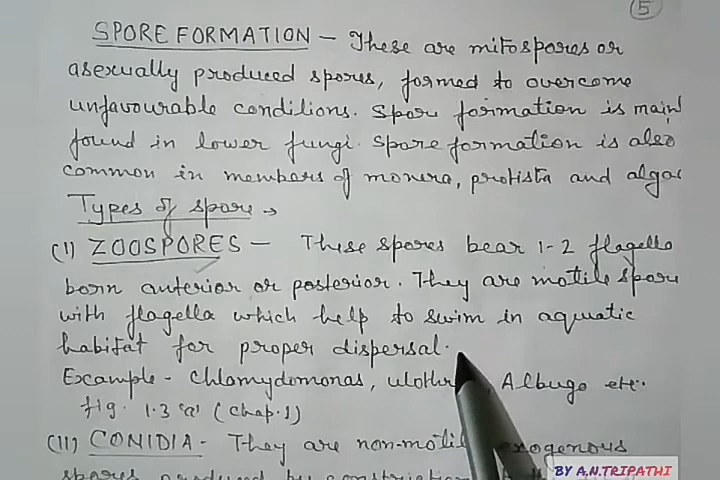 5
SPORE FORMATION - These are mitospores or
asexually produced spores, formed to overcome
unfavourable conditions. Spore formation is main
found in lower fungi. Spore formation is also
common in members of monera, protista and algae
Types of spore →
(I) ZOOSPORES - These spores bear 1-2 flagella
born anterior or posterior. They are motile spore
with flagella which help to swim in aquatic
habitat for proper dispersal.
Example - Chlamydomonas, Albugo etc.
fig. 1.3 'a' (Chap. 1)
(II) CONIDIA - They are non-motile exogenous
spores produced by constriction
BY A.N.TRIPATHI